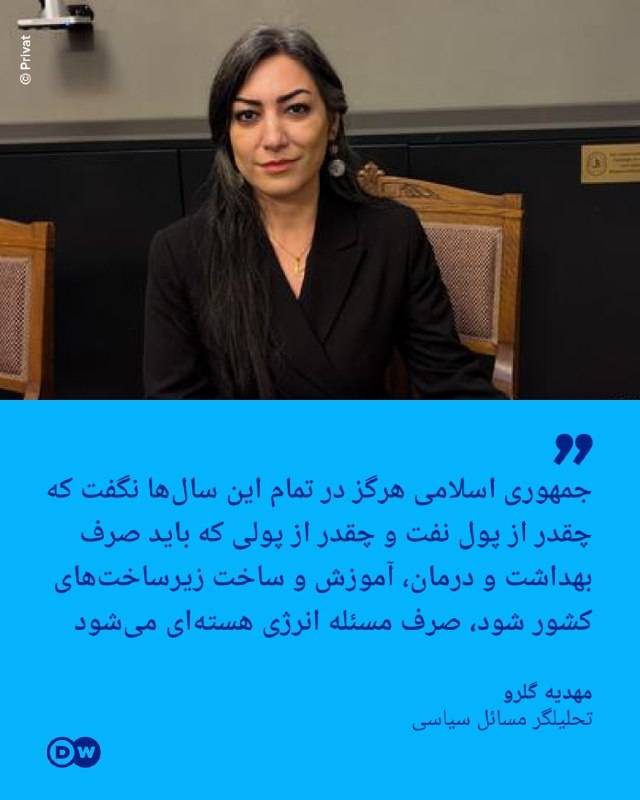 © Privat
”
جمهوری اسلامی هرگز در تمام این سال‌ها نگفت که
چقدر از پول نفت و چقدر از پولی که باید صرف
بهداشت و درمان، آموزش و ساخت زیرساخت‌های
کشور شود، صرف مسئله انرژی هسته‌ای می‌شود
مهدیه گلرو
تحلیلگر مسائل سیاسی
DW